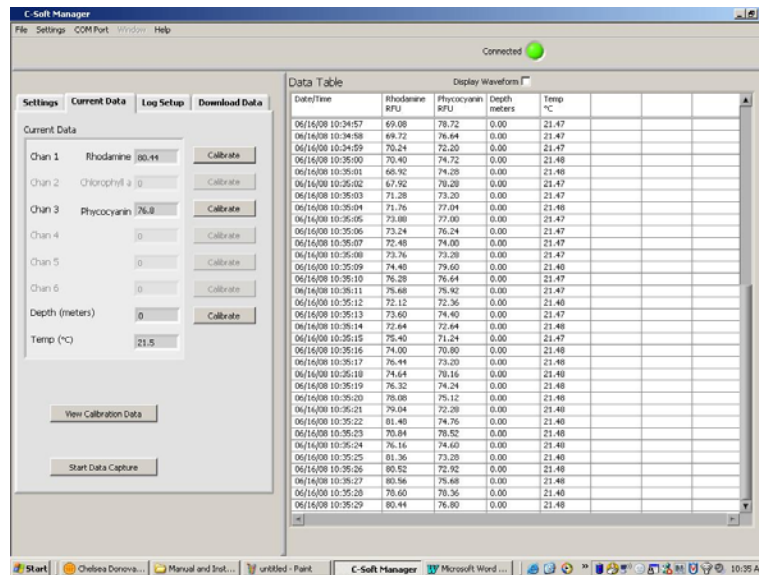 C-Soft Manager
File Settings COM Port Window Help
Connected
Settings Current Data Log Setup Download Data
Current Data
Chan 1 Rhodamine 80.44 Calibrate
Chan 2 Chlorophyll a 0 Calibrate
Chan 3 Phycocyanin 76.8 Calibrate
Chan 4 0 Calibrate
Chan 5 0 Calibrate
Chan 6 0 Calibrate
Depth (meters) 0 Calibrate
Temp (°C) 21.5
View Calibration Data
Start Data Capture
Data Table Display Waveform
Date/Time Rhodamine Phycocyanin Depth Temp
RFU RFU meters °C
06/16/08 10:34:57 69.08 78.72 0.00 21.47
06/16/08 10:34:58 69.72 76.64 0.00 21.47
06/16/08 10:34:59 70.24 72.20 0.00 21.47
06/16/08 10:35:00 70.40 74.72 0.00 21.48
06/16/08 10:35:01 68.92 74.28 0.00 21.48
06/16/08 10:35:02 67.92 78.28 0.00 21.47
06/16/08 10:35:03 71.28 73.20 0.00 21.47
06/16/08 10:35:04 71.76 77.04 0.00 21.48
06/16/08 10:35:05 73.88 77.00 0.00 21.47
06/16/08 10:35:06 73.24 76.24 0.00 21.47
06/16/08 10:35:07 72.48 74.00 0.00 21.47
06/16/08 10:35:08 73.76 73.28 0.00 21.47
06/16/08 10:35:09 74.48 79.60 0.00 21.48
06/16/08 10:35:10 76.28 76.64 0.00 21.47
06/16/08 10:35:11 75.68 75.92 0.00 21.47
06/16/08 10:35:12 72.12 72.36 0.00 21.48
06/16/08 10:35:13 73.60 74.40 0.00 21.47
06/16/08 10:35:14 72.64 72.64 0.00 21.48
06/16/08 10:35:15 75.40 71.24 0.00 21.47
06/16/08 10:35:16 74.00 70.80 0.00 21.48
06/16/08 10:35:17 76.44 73.20 0.00 21.48
06/16/08 10:35:18 74.64 78.16 0.00 21.48
06/16/08 10:35:19 76.32 74.24 0.00 21.48
06/16/08 10:35:20 78.08 75.12 0.00 21.48
06/16/08 10:35:21 79.04 72.28 0.00 21.48
06/16/08 10:35:22 81.48 74.76 0.00 21.48
06/16/08 10:35:23 70.84 78.52 0.00 21.48
06/16/08 10:35:24 76.16 74.60 0.00 21.48
06/16/08 10:35:25 81.36 73.28 0.00 21.48
06/16/08 10:35:26 80.52 72.92 0.00 21.48
06/16/08 10:35:27 80.56 75.68 0.00 21.48
06/16/08 10:35:28 78.60 78.36 0.00 21.48
06/16/08 10:35:29 80.44 76.80 0.00 21.48
Start Chelsea Donova... Manual and Inst... untitled - Paint C-Soft Manager Microsoft Word ... 10:35 A